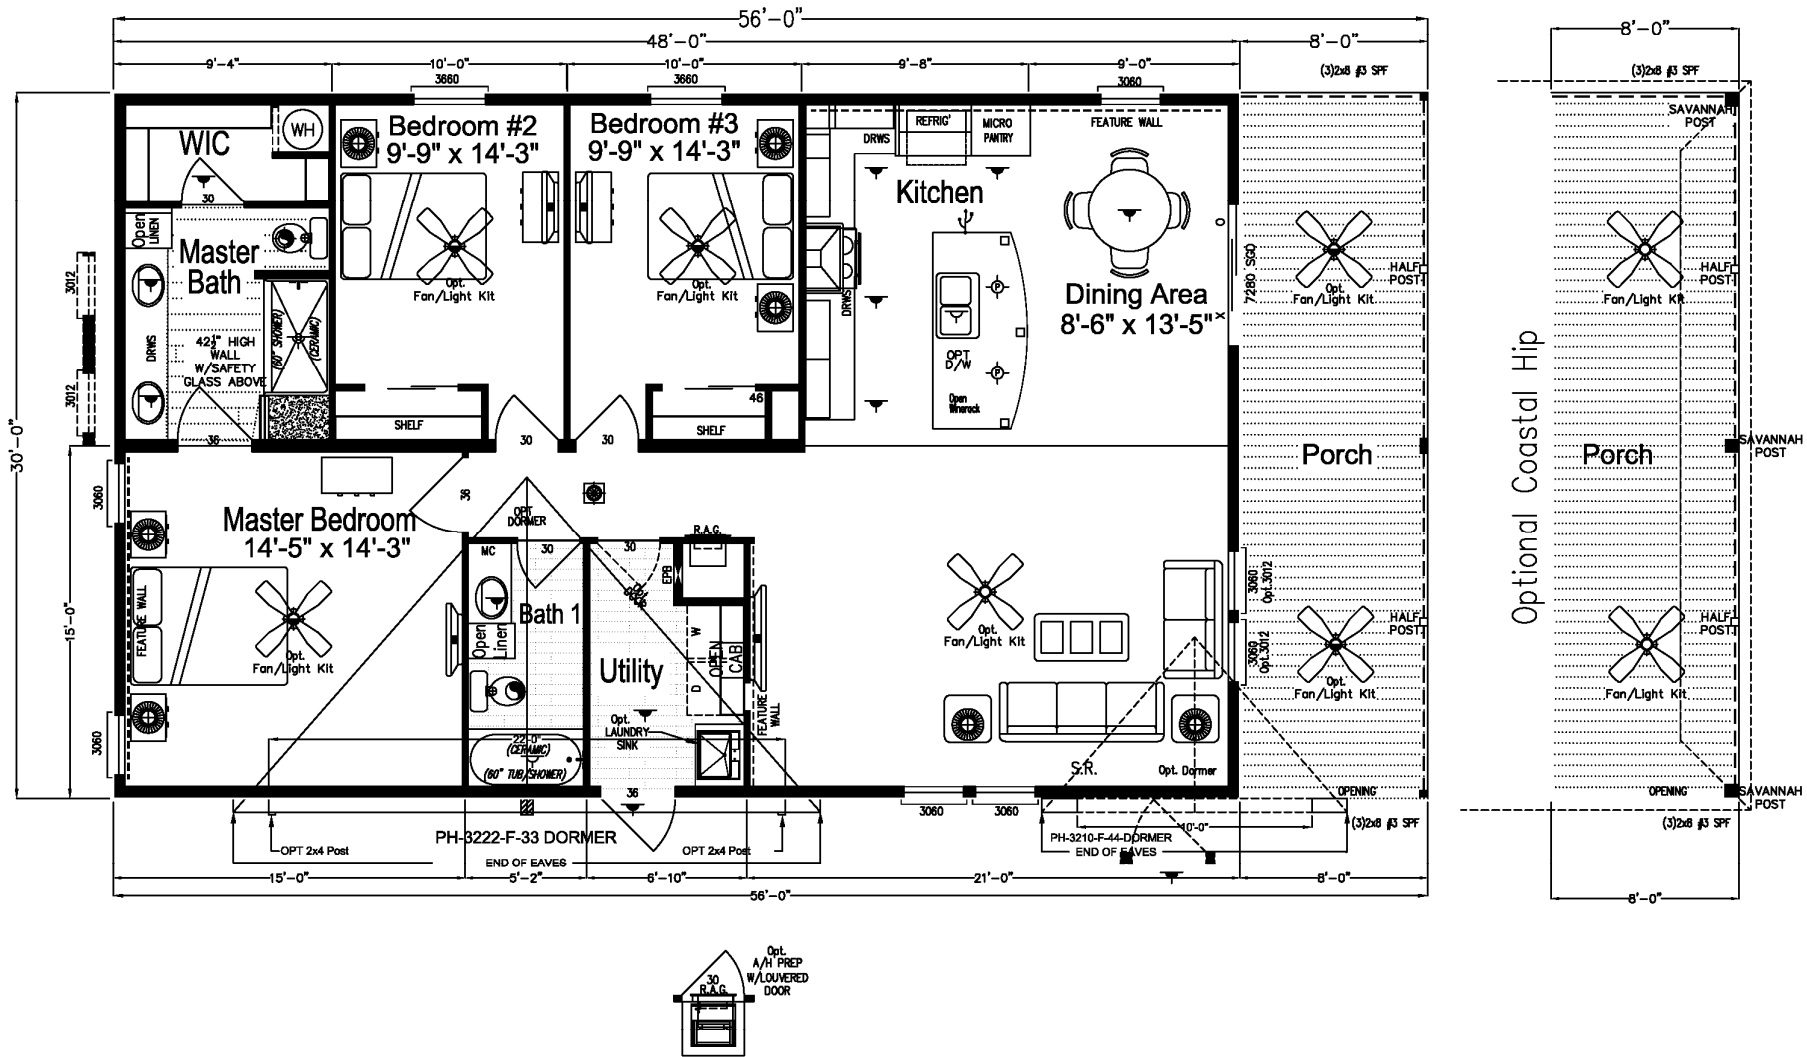 56'-0"
8'-0"
48'-0"
8'-0"
9'-4"
10'-0"
10'-0"
9'-8"
9'-0"
(3)2x8 #3 SPF
(3)2x8 #3 SPF
3660
3660
3060
WIC
WH
Bedroom #2
9'-9" x 14'-3"
Bedroom #3
9'-9" x 14'-3"
DRWS
REFRIG'
MICRO
PANTRY
FEATURE WALL
SAVANNAH
POST
30
Kitchen
Open
LINEN
Master
Bath
O
7280 SGD
X
HALF
POST
HALF
POST
3012
Opt.
Fan/Light Kit
Opt.
Fan/Light Kit
Opt.
Fan/Light Kit
Fan/Light Kit
DRWS
P
Dining Area
8'-6" x 13'-5"
DRWS
42½" HIGH
WALL
W/SAFETY
GLASS ABOVE
(60" SHOWER)
(CERAMIC)
OPT
D/W
P
3012
46
Open
Winerack
SHELF
SHELF
36
30
30
30'-0"
Porch
Optional Coastal Hip
Porch
SAVANNAH
POST
3060
36
Master Bedroom
14'-5" x 14'-3"
OPT
DORMER
R.A.G.
MC
30
30
EPB
3060
Opt.3012
FEATURE WALL
Bath 1
Open
Linen
W
OPEN
CAB
D
Opt.
Fan/Light Kit
Opt.
Fan/Light Kit
3060
Opt.3012
HALF
POST
HALF
POST
15'-0"
Utility
Opt.
Fan/Light Kit
Fan/Light Kit
FEATURE
WALL
Opt.
LAUNDRY
SINK
3060
22'-0"
(CERAMIC)
(60" TUB/SHOWER)
S.R.
Opt. Dormer
36
OPENING
OPENING
SAVANNAH
POST
3060
3060
(3)2x8 #3 SPF
(3)2x8 #3 SPF
PH-3222-F-33 DORMER
10'-0"
PH-3210-F-44-DORMER
OPT 2x4 Post
OPT 2x4 Post
END OF EAVES
END OF EAVES
15'-0"
5'-2"
6'-10"
21'-0"
8'-0"
56'-0"
8'-0"
Opt.
A/H PREP
W/LOUVERED
DOOR
30
R.A.G.